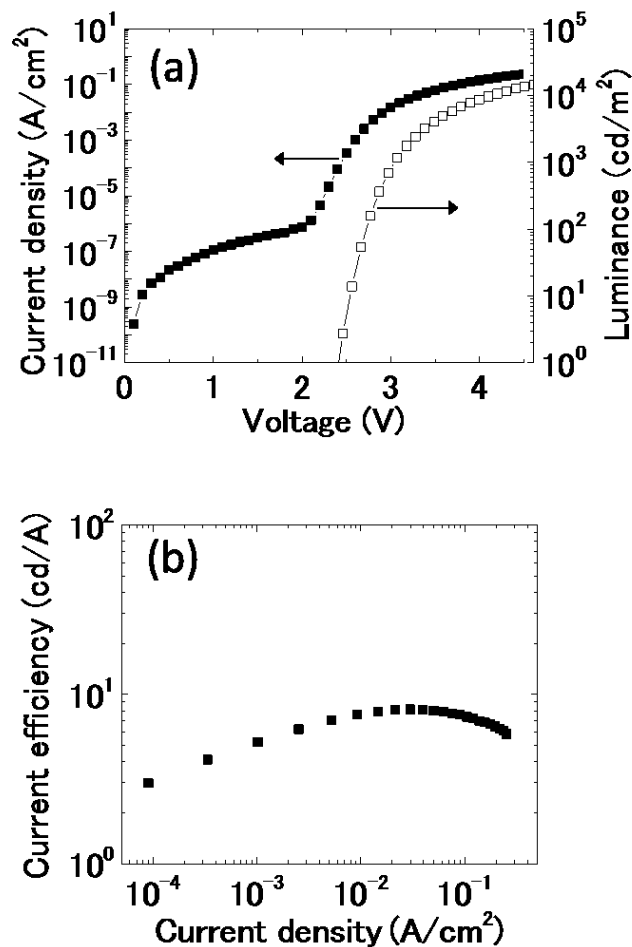 (a)
Current density (A/cm²)
10¹
10⁻¹
10⁻³
10⁻⁵
10⁻⁷
10⁻⁹
10⁻¹¹
0 1 2 3 4
Voltage (V)
10⁵
10⁴
10³
10²
10¹
10⁰
Luminance (cd/m²)
(b)
Current efficiency (cd/A)
10²
10¹
10⁰
10⁻⁴ 10⁻³ 10⁻² 10⁻¹
Current density (A/cm²)